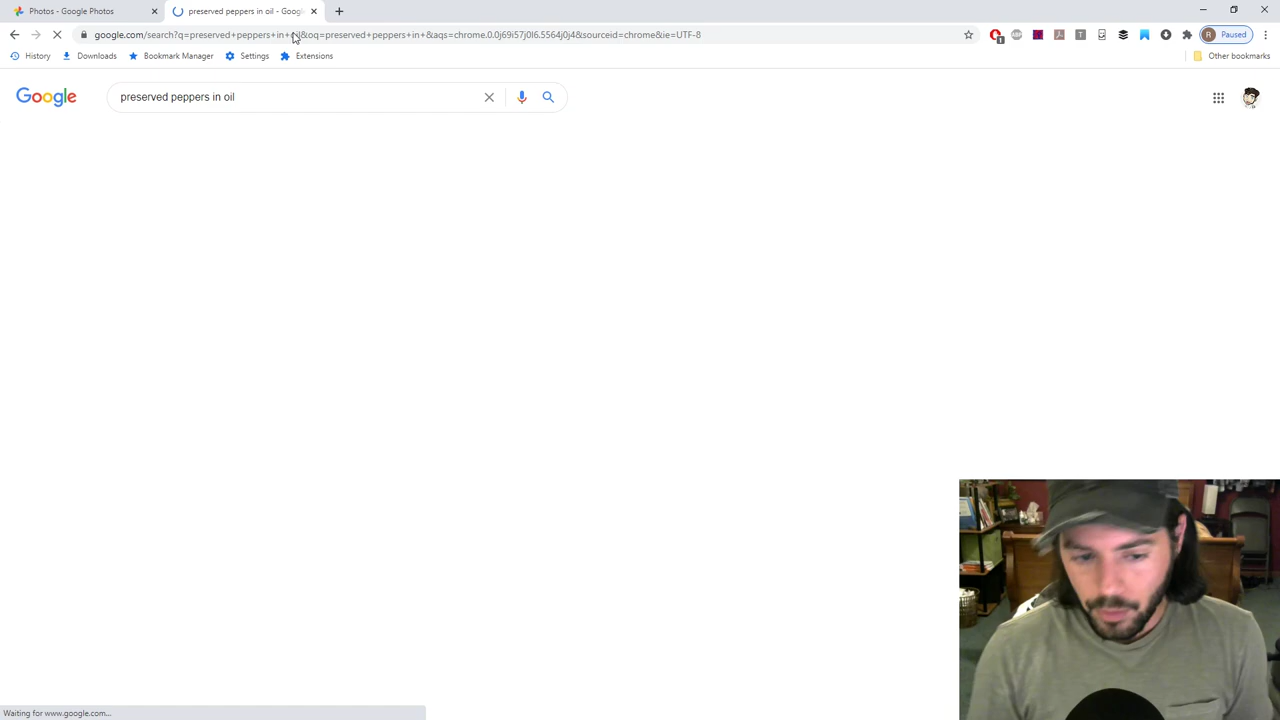 Photos - Google Photos
preserved peppers in oil - Googl
google.com/search?q=preserved+peppers+in+oil&oq=preserved+peppers+in+&aqs=chrome.0.0j69i57j0l6.5564j0j4&sourceid=chrome&ie=UTF-8
1
R Paused
History
Downloads
Bookmark Manager
Settings
Extensions
Other bookmarks
Google
preserved peppers in oil
Waiting for www.google.com...